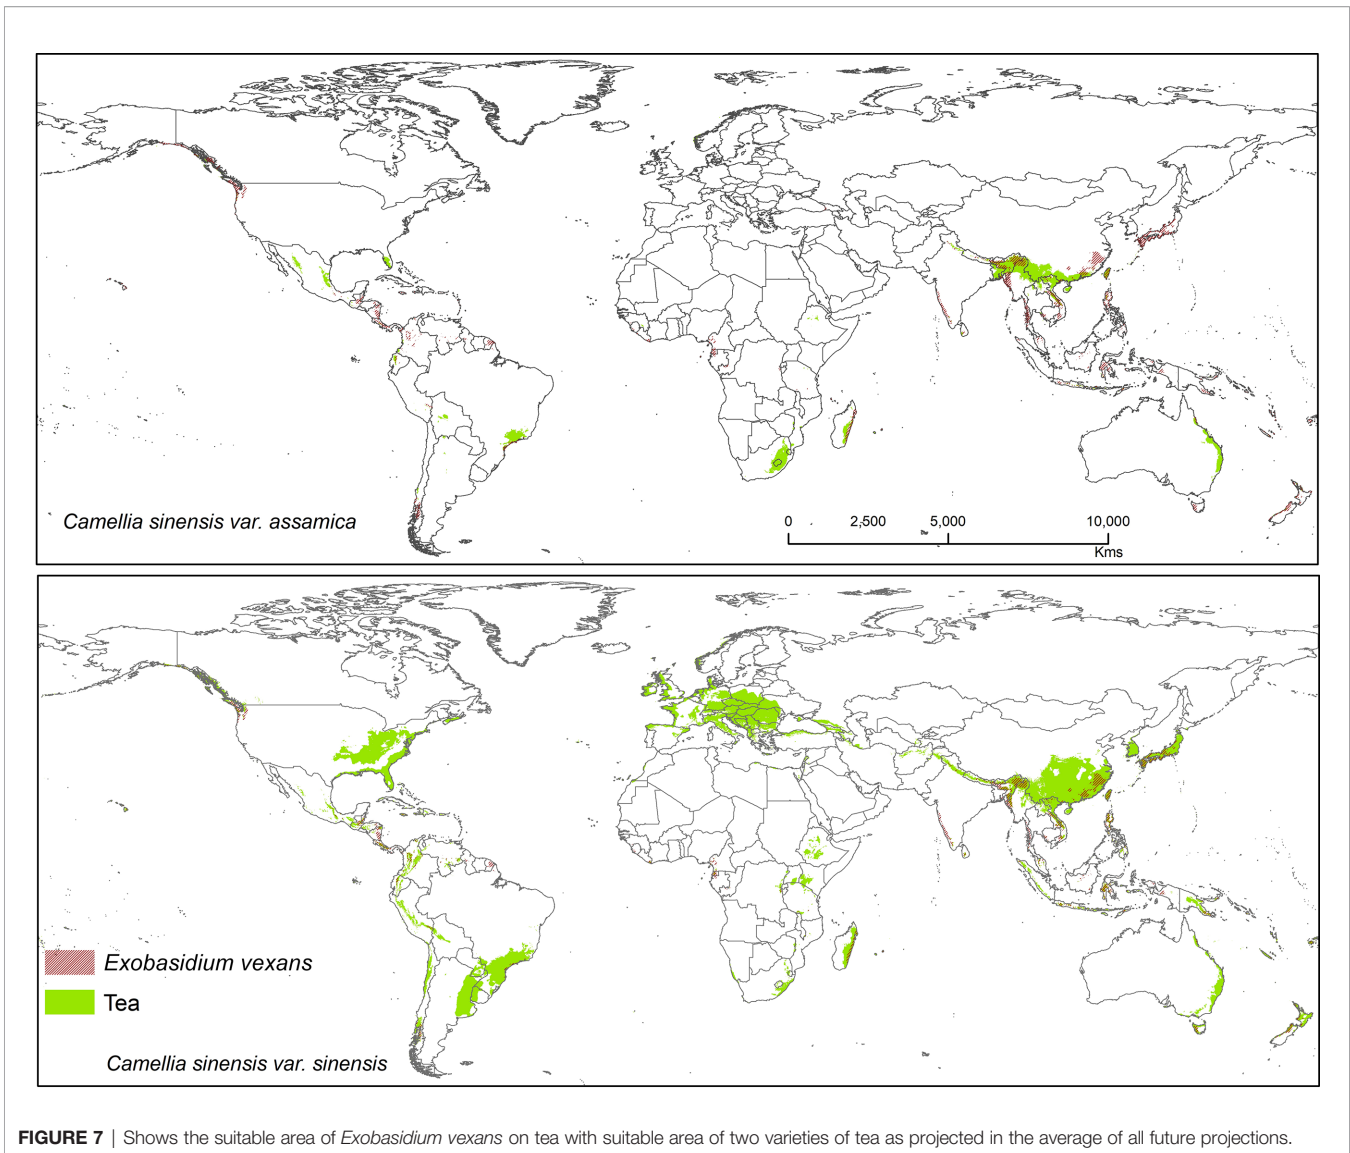 Camellia sinensis var. assamica
0 2,500 5,000 10,000
Kms
Exobasidium vexans
Tea
Camellia sinensis var. sinensis
FIGURE 7 | Shows the suitable area of Exobasidium vexans on tea with suitable area of two varieties of tea as projected in the average of all future projections.